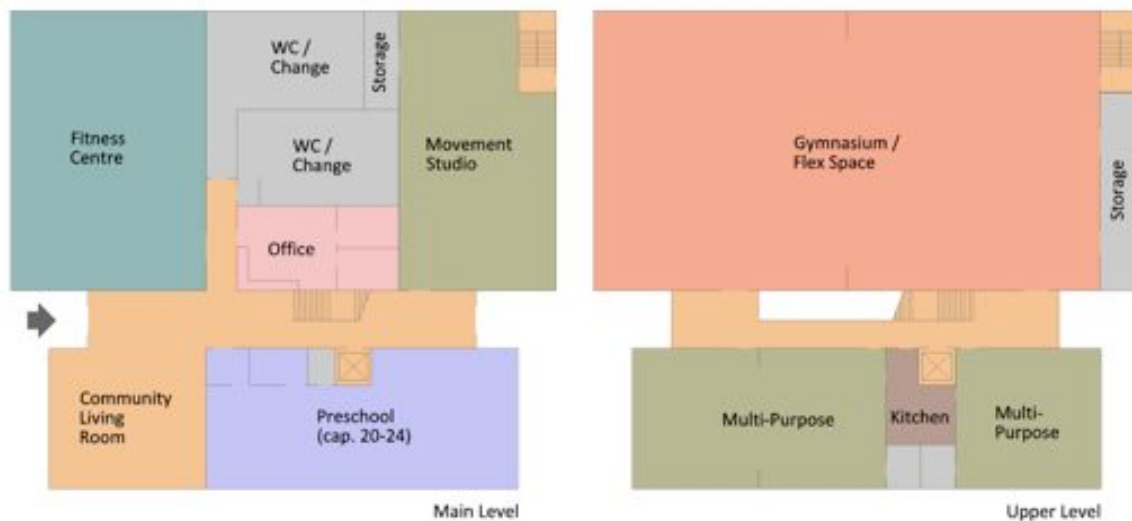 WC /
Change
Storage
Fitness
Centre
WC /
Change
Movement
Studio
Office
Community
Living
Room
Preschool
(cap. 20-24)
Main Level
Gymnasium /
Flex Space
Storage
Multi-Purpose
Kitchen
Multi-
Purpose
Upper Level